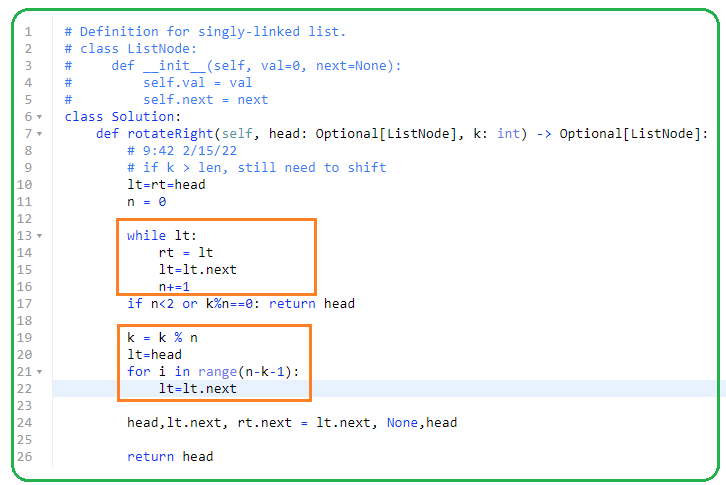 1 # Definition for singly-linked list.
2 # class ListNode:
3 #     def __init__(self, val=0, next=None):
4 #         self.val = val
5 #         self.next = next
6 class Solution:
7     def rotateRight(self, head: Optional[ListNode], k: int) -> Optional[ListNode]:
8         # 9:42 2/15/22
9         # if k > len, still need to shift
10         lt=rt=head
11         n = 0
12
13         while lt:
14             rt = lt
15             lt=lt.next
16             n+=1
17         if n<2 or k%n==0: return head
18
19         k = k % n
20         lt=head
21         for i in range(n-k-1):
22             lt=lt.next
23
24         head,lt.next, rt.next = lt.next, None,head
25
26         return head